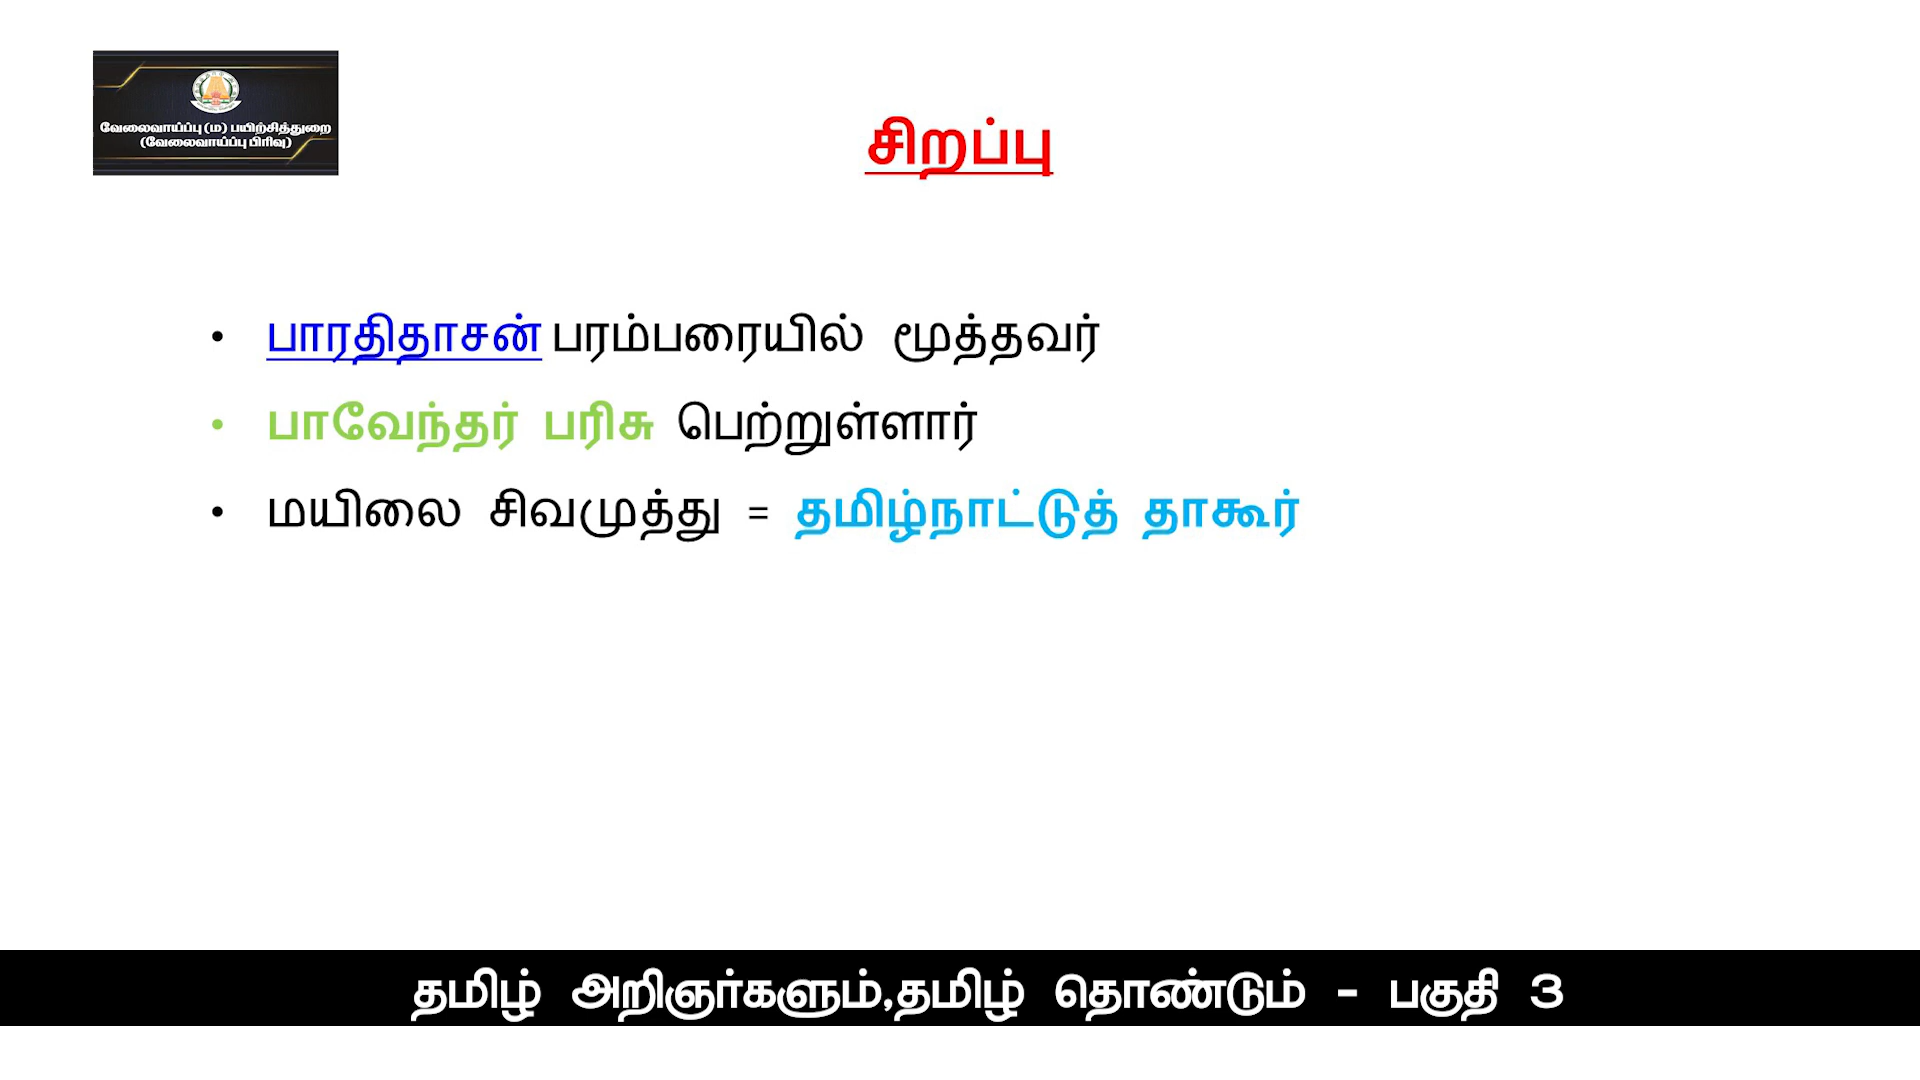 வேலைவாய்ப்பு (ம) பயிற்சித்துறை
(வேலைவாய்ப்பு பிரிவு)
சிறப்பு
• பாரதிதாசன் பரம்பரையில் மூத்தவர்
• பாவேந்தர் பரிசு பெற்றுள்ளார்
• மயிலை சிவமுத்து = தமிழ்நாட்டுத் தாகூர்
தமிழ் அறிஞர்களும்,தமிழ் தொண்டும் - பகுதி 3